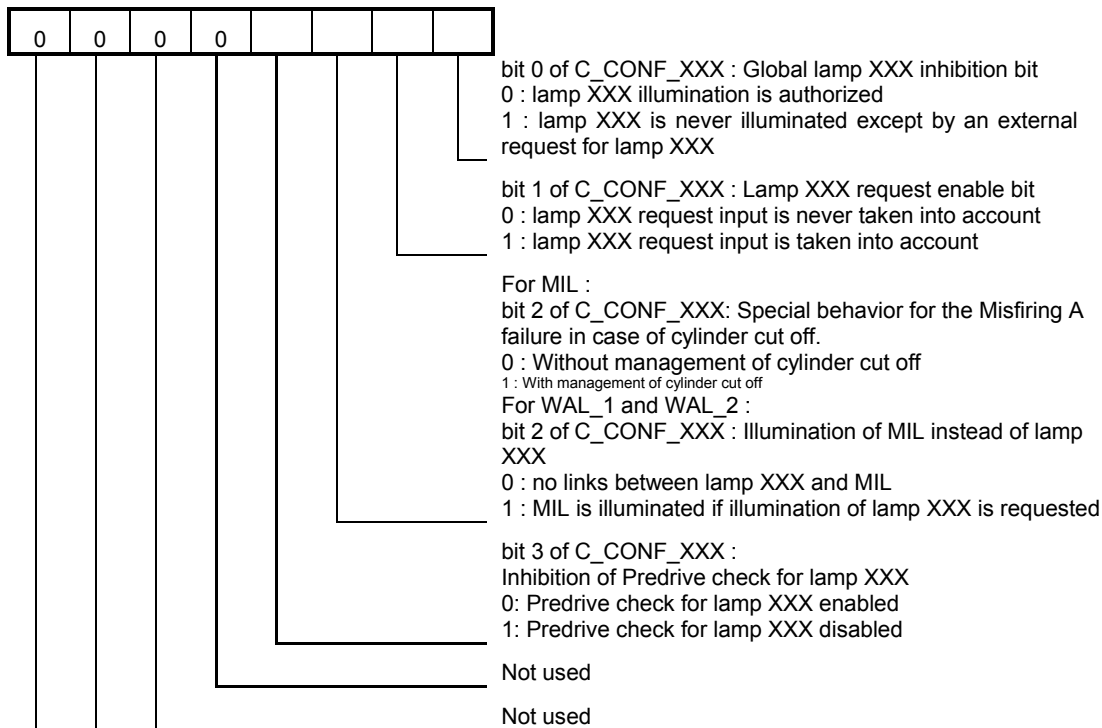 0 0 0 0
bit 0 of C_CONF_XXX : Global lamp XXX inhibition bit
0 : lamp XXX illumination is authorized
1 : lamp XXX is never illuminated except by an external
request for lamp XXX
bit 1 of C_CONF_XXX : Lamp XXX request enable bit
0 : lamp XXX request input is never taken into account
1 : lamp XXX request input is taken into account
For MIL :
bit 2 of C_CONF_XXX: Special behavior for the Misfiring A
failure in case of cylinder cut off.
0 : Without management of cylinder cut off
1 : With management of cylinder cut off
For WAL_1 and WAL_2 :
bit 2 of C_CONF_XXX : Illumination of MIL instead of lamp
XXX
0 : no links between lamp XXX and MIL
1 : MIL is illuminated if illumination of lamp XXX is requested
bit 3 of C_CONF_XXX :
Inhibition of Predrive check for lamp XXX
0: Predrive check for lamp XXX enabled
1: Predrive check for lamp XXX disabled
Not used
Not used